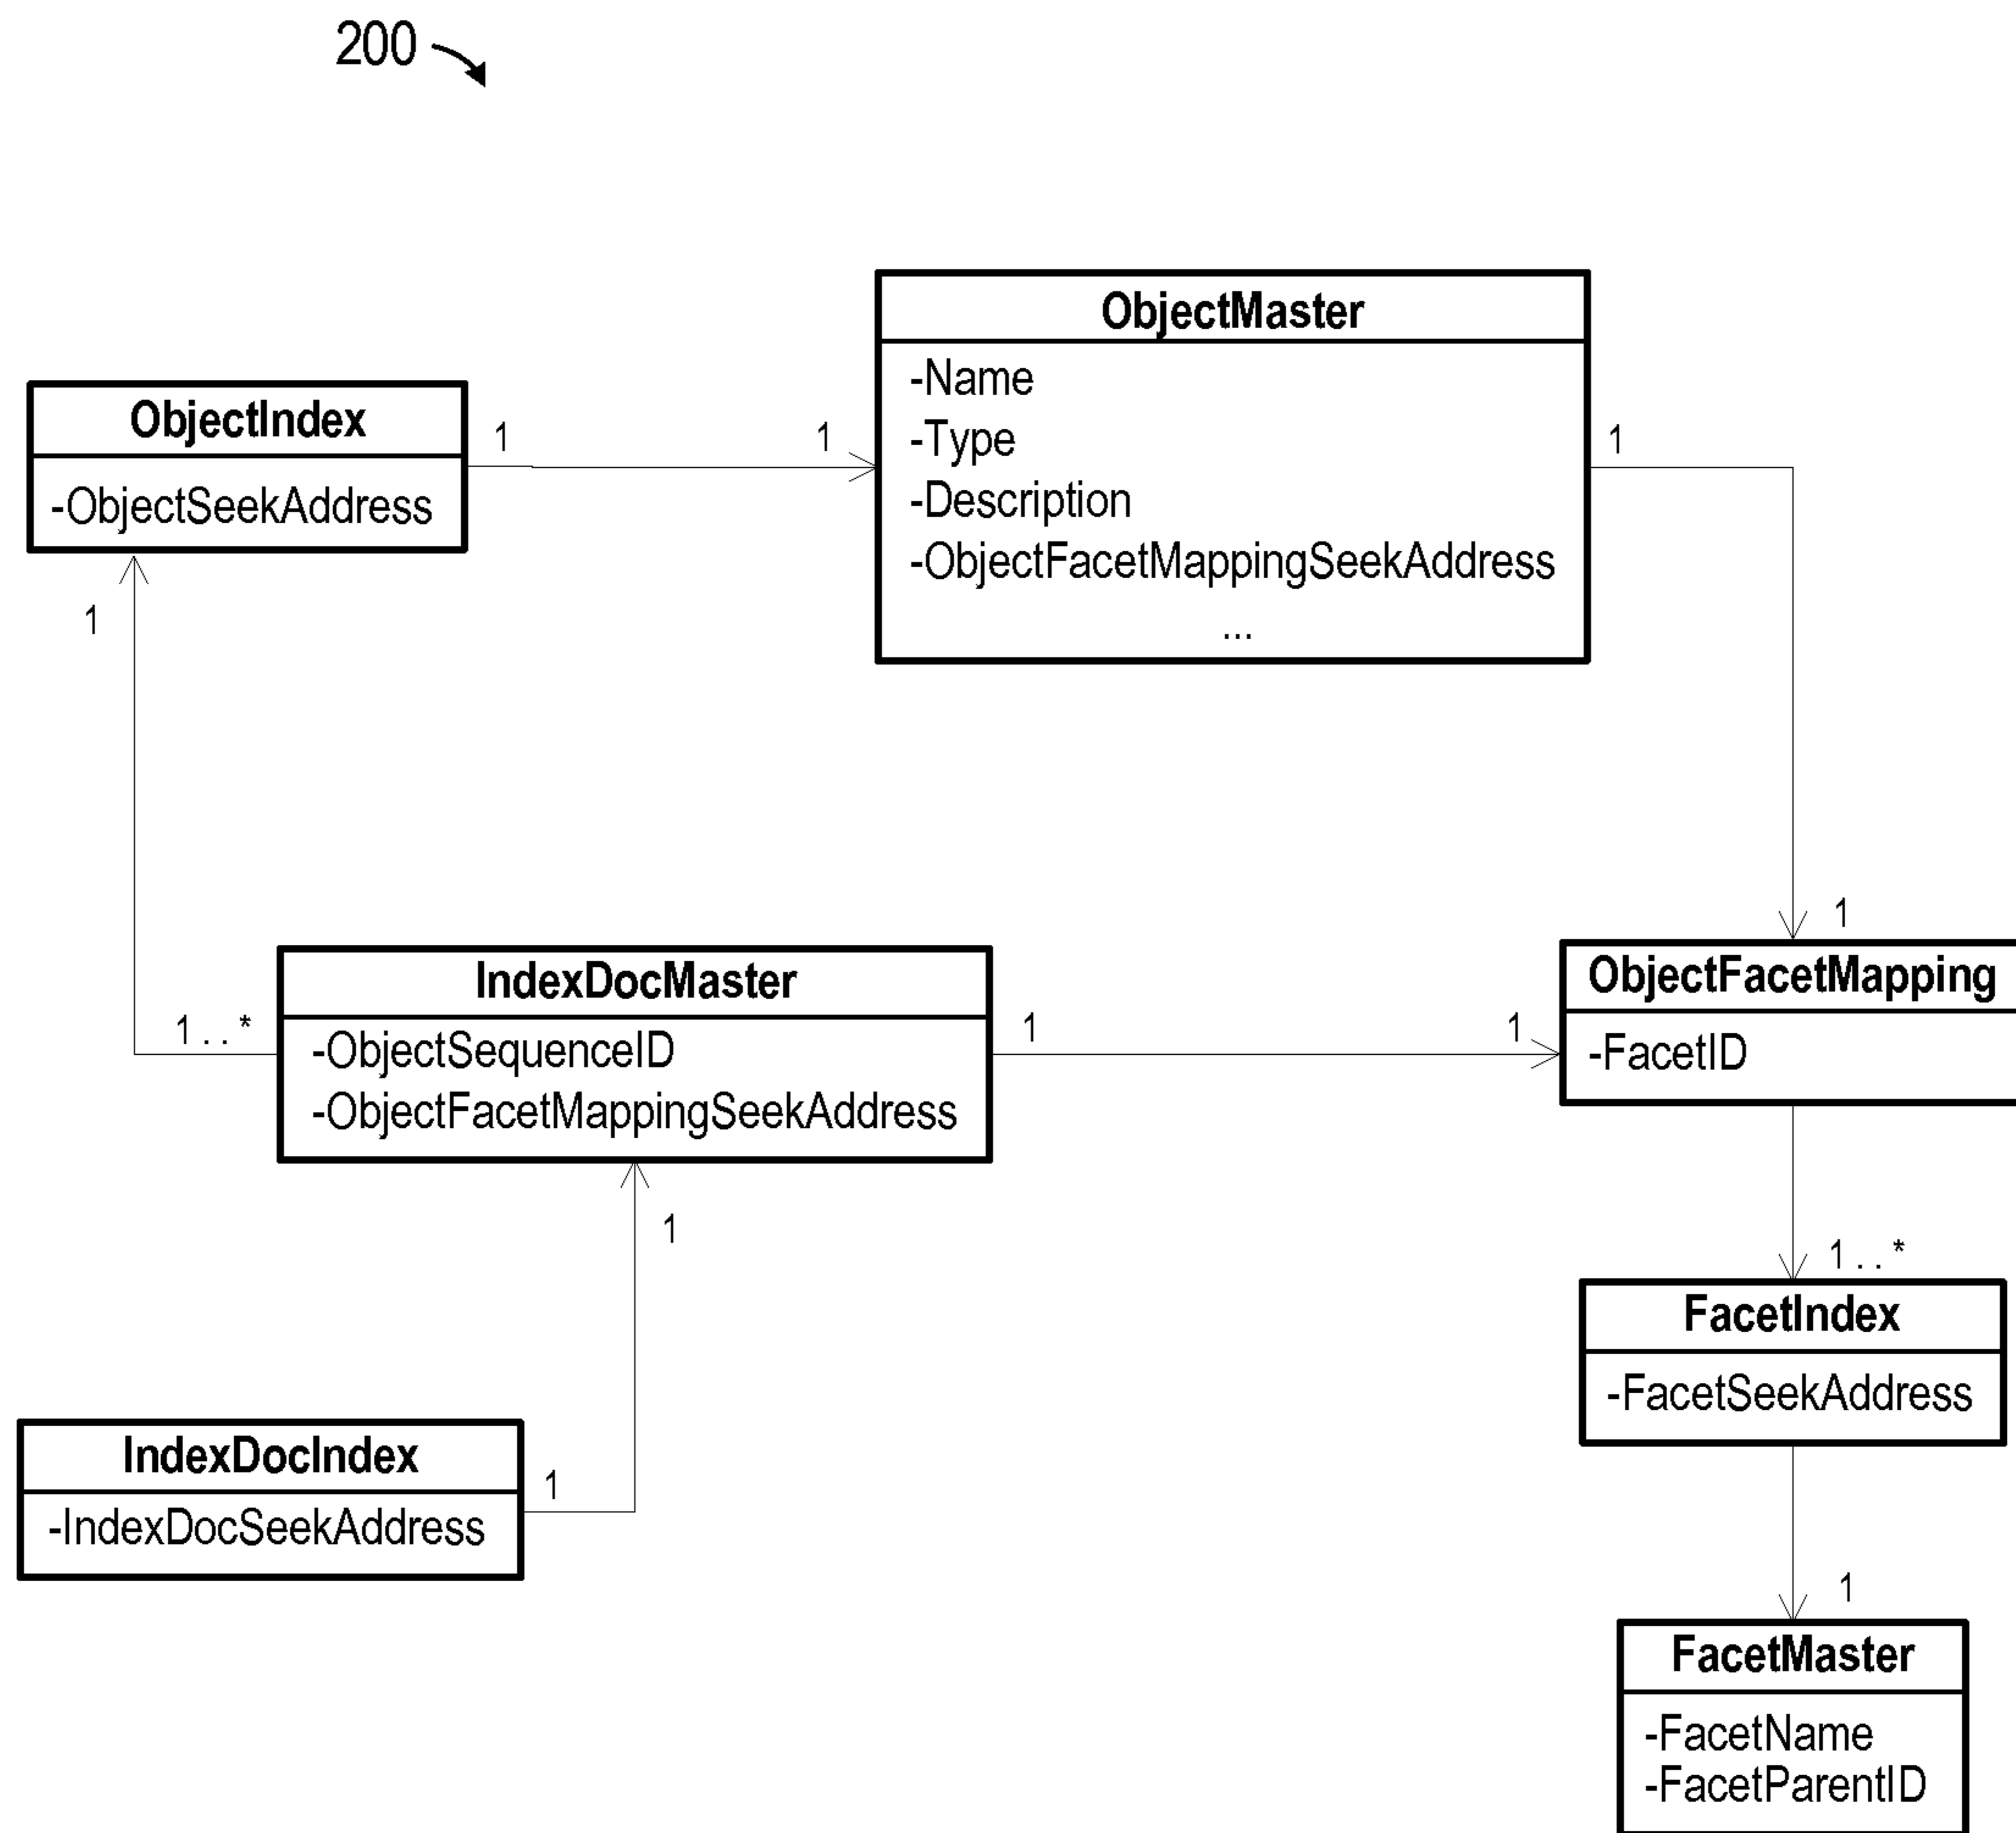 200
ObjectMaster
-Name
-Type
-Description
-ObjectFacetMappingSeekAddress
...
ObjectIndex
-ObjectSeekAddress
1
1
1
1
1
1..*
IndexDocMaster
-ObjectSequenceID
-ObjectFacetMappingSeekAddress
1
1
ObjectFacetMapping
-FacetID
1
1..*
FacetIndex
-FacetSeekAddress
IndexDocIndex
-IndexDocSeekAddress
1
1
FacetMaster
-FacetName
-FacetParentID